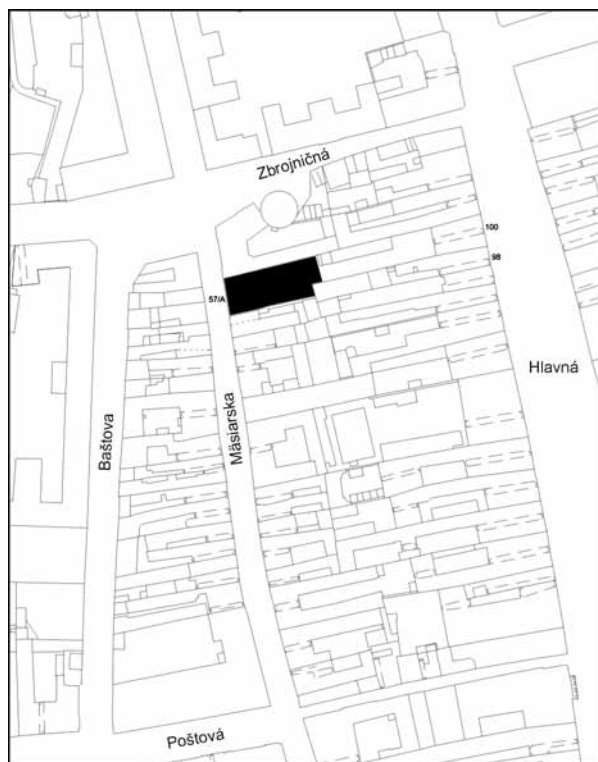 Zbrojničná
100
98
57/A
Hlavná
Mäsiarska
Baštova
Poštová